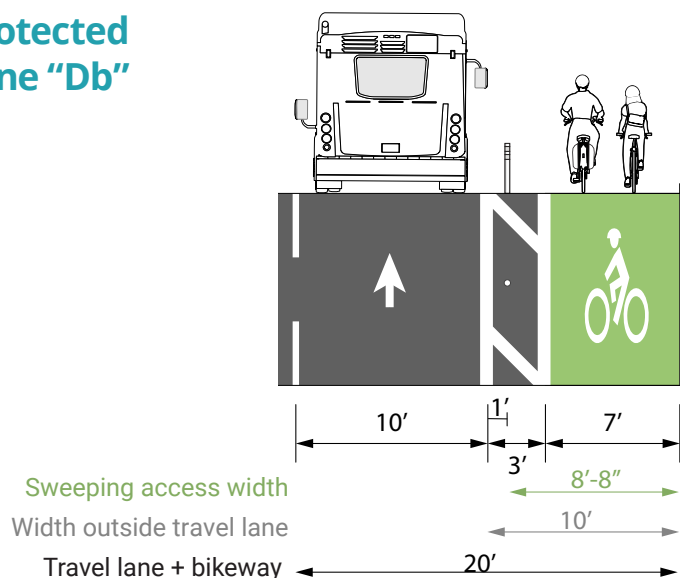 otected
ne “Db”
1’
10’
7’
3’
Sweeping access width
8’-8”
Width outside travel lane
10’
Travel lane + bikeway
20’